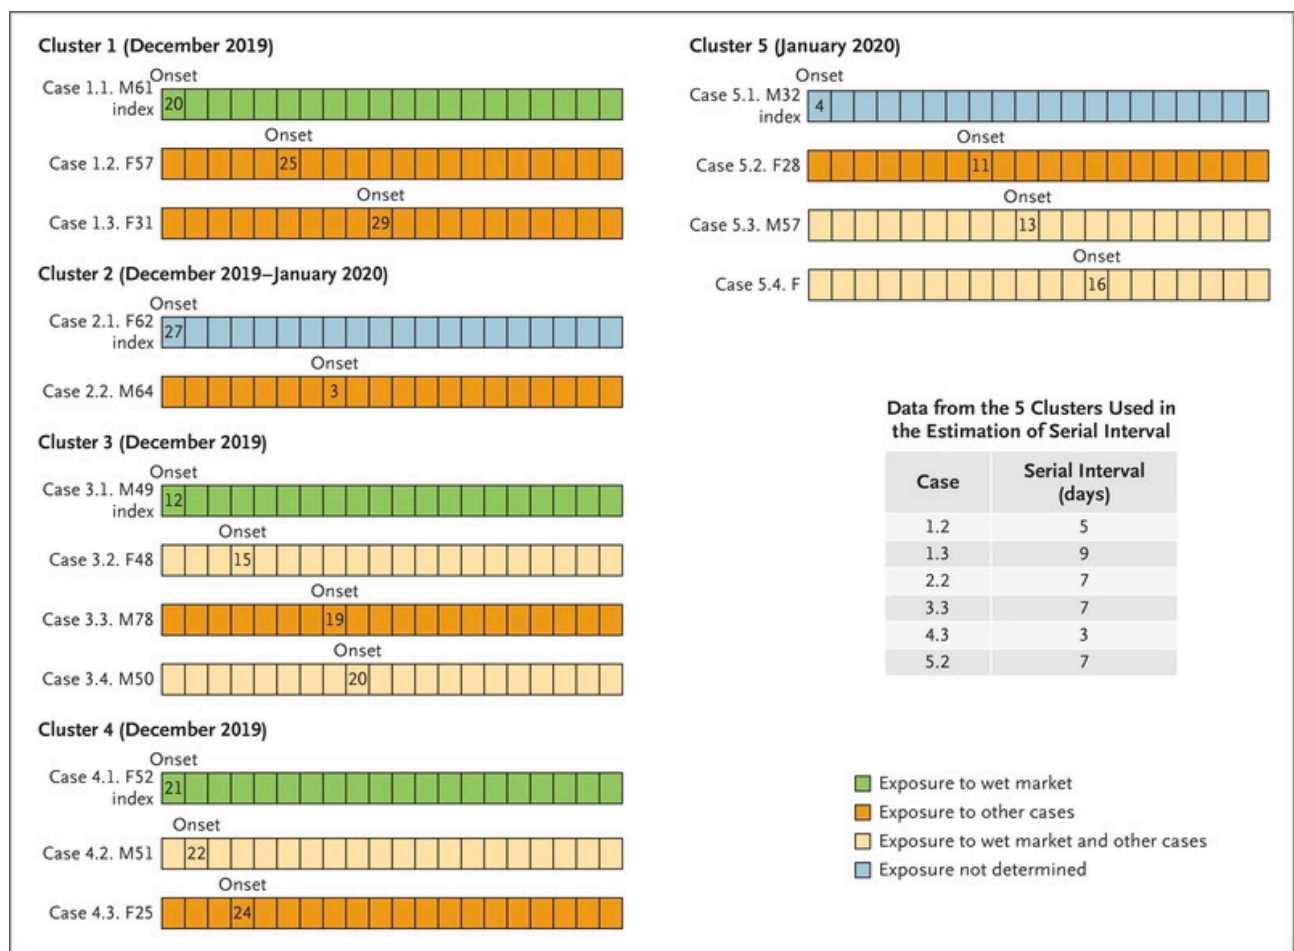 Cluster 1 (December 2019)
Onset
Case 1.1. M61
index
20
Onset
Case 1.2. F57
25
Onset
Case 1.3. F31
29
Cluster 2 (December 2019–January 2020)
Onset
Case 2.1. F62
index
27
Onset
Case 2.2. M64
3
Cluster 3 (December 2019)
Onset
Case 3.1. M49
index
12
Onset
Case 3.2. F48
15
Onset
Case 3.3. M78
19
Onset
Case 3.4. M50
20
Cluster 4 (December 2019)
Onset
Case 4.1. F52
index
21
Onset
Case 4.2. M51
22
Onset
Case 4.3. F25
24
Cluster 5 (January 2020)
Onset
Case 5.1. M32
index
4
Onset
Case 5.2. F28
11
Onset
Case 5.3. M57
13
Onset
Case 5.4. F
16
Data from the 5 Clusters Used in
the Estimation of Serial Interval
Case Serial Interval
(days)
1.2 5
1.3 9
2.2 7
3.3 7
4.3 3
5.2 7
Exposure to wet market
Exposure to other cases
Exposure to wet market and other cases
Exposure not determined